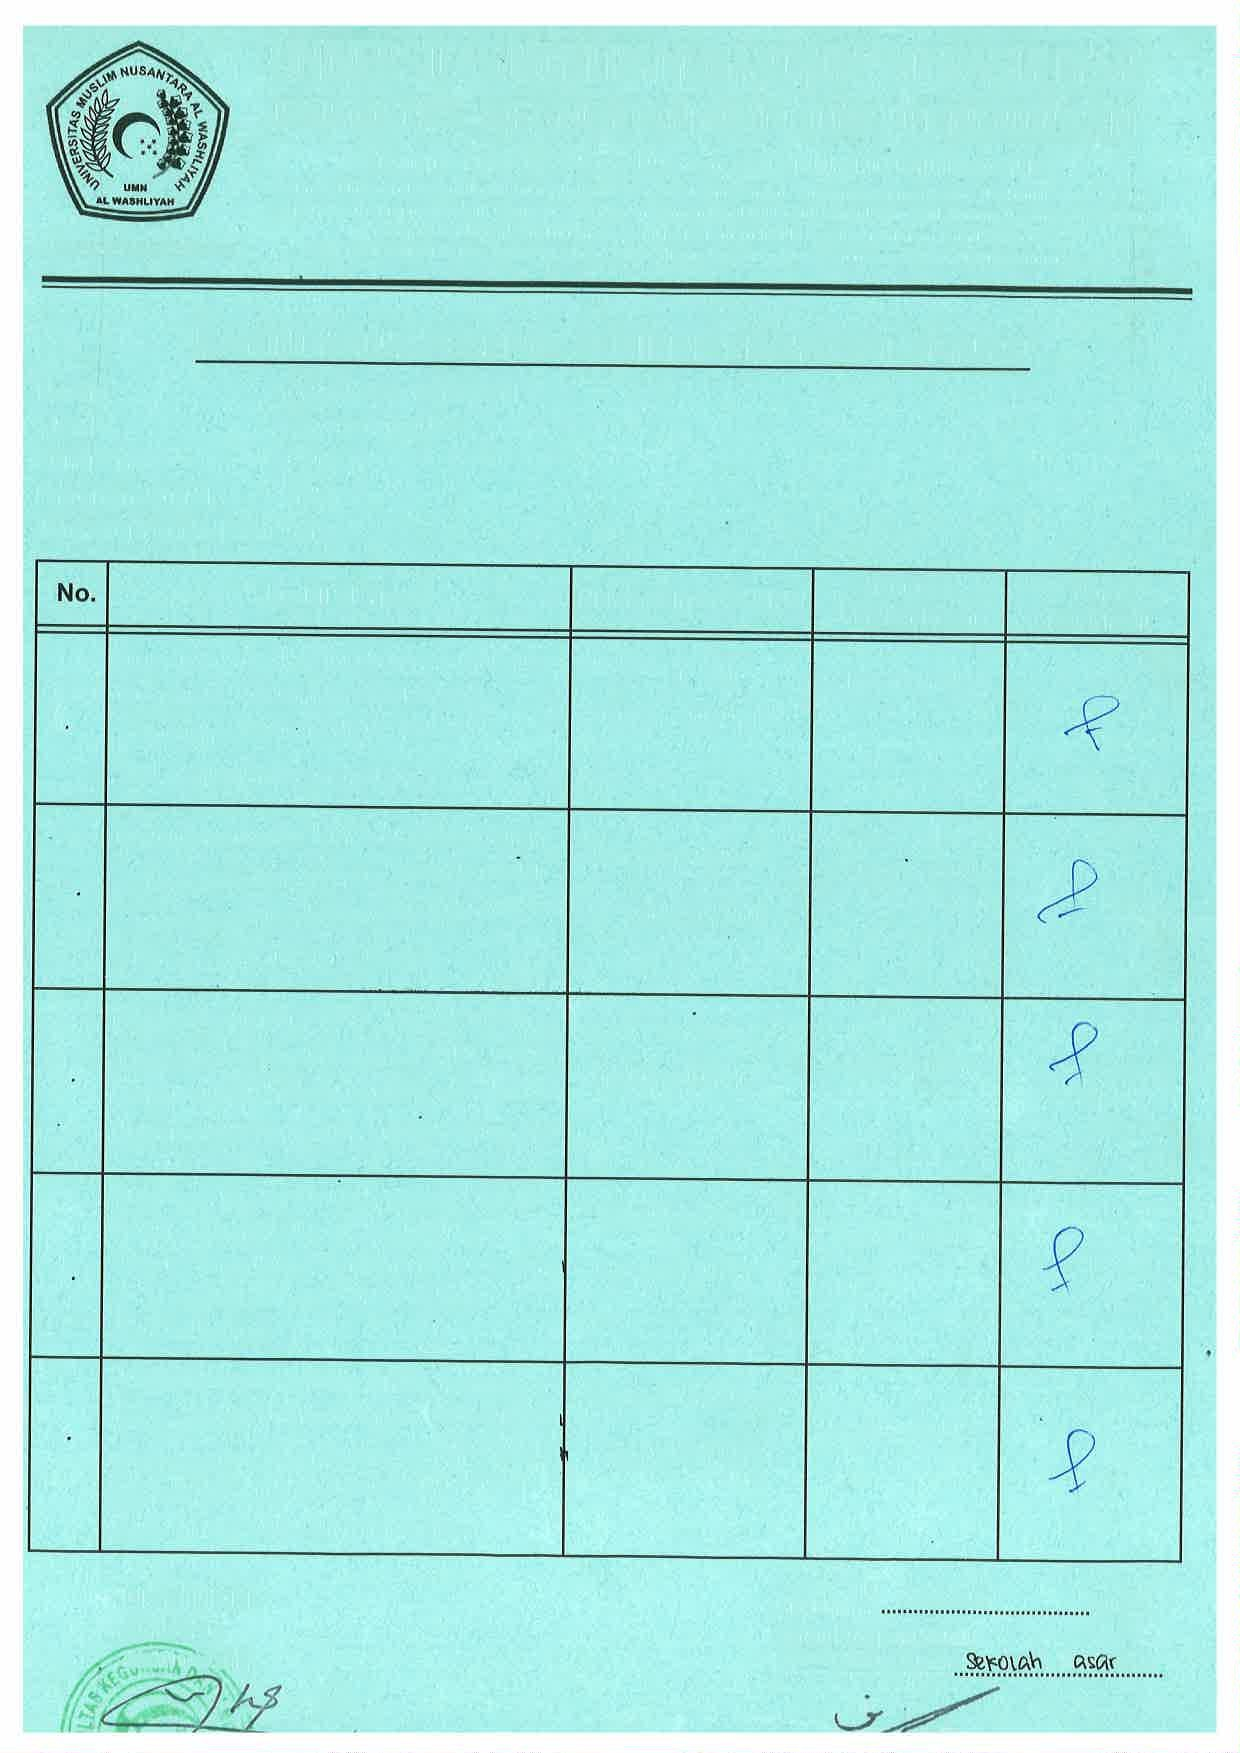 UNIVERSITAS MUSLIM NUSANTARA AL WASHLIYAH
UMN
AL WASHLIYAH
No.
sekolah asar